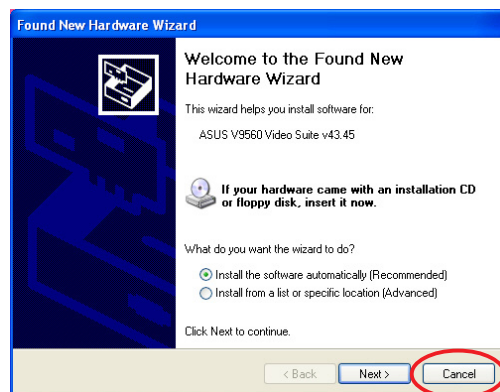 Found New Hardware Wizard
Welcome to the Found New
Hardware Wizard
This wizard helps you install software for:
ASUS V9560 Video Suite v43.45
If your hardware came with an installation CD
or floppy disk, insert it now.
What do you want the wizard to do?
Install the software automatically (Recommended)
Install from a list or specific location (Advanced)
Click Next to continue.
< Back Next > Cancel